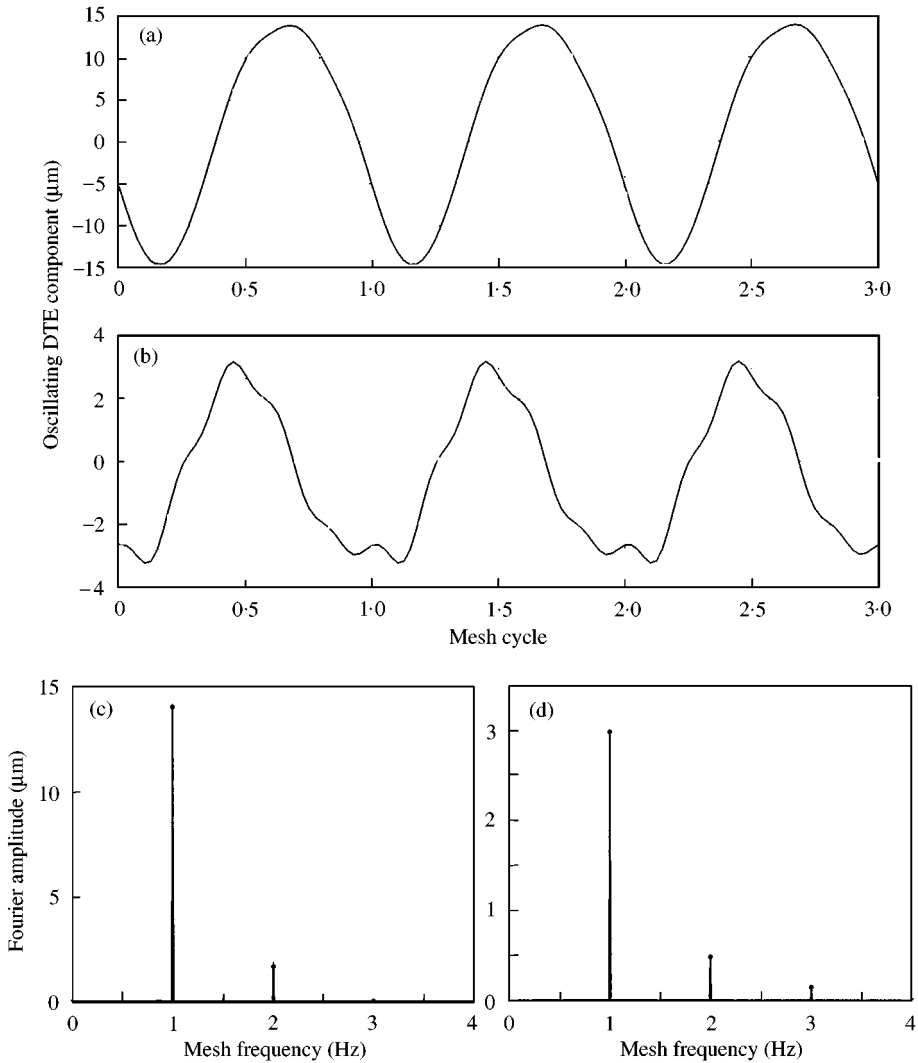 Oscillating DTE component (μm)
(a)
15
10
5
0
−5
−10
−15
0 0·5 1·0 1·5 2·0 2·5 3·0
(b)
4
2
0
−2
−4
0 0·5 1·0 1·5 2·0 2·5 3·0
Mesh cycle
Fourier amplitude (μm)
(c)
15
10
5
0
0 1 2 3 4
Mesh frequency (Hz)
(d)
3
2
1
0
0 1 2 3 4
Mesh frequency (Hz)